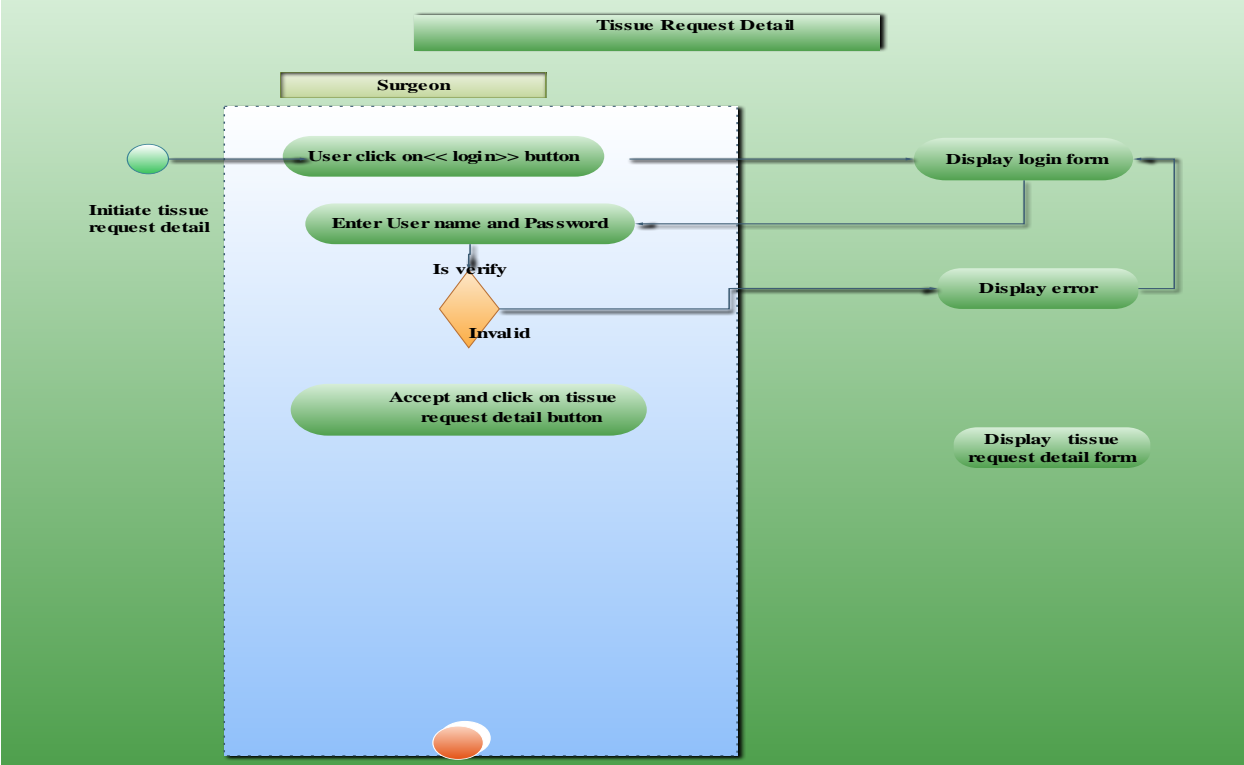 Tissue Request Detail
Surgeon
User click on<< login>> button
Display login form
Initiate tissue
request detail
Enter User name and Password
Is verify
Display error
Invalid
Accept and click on tissue
request detail button
Display tissue
request detail form